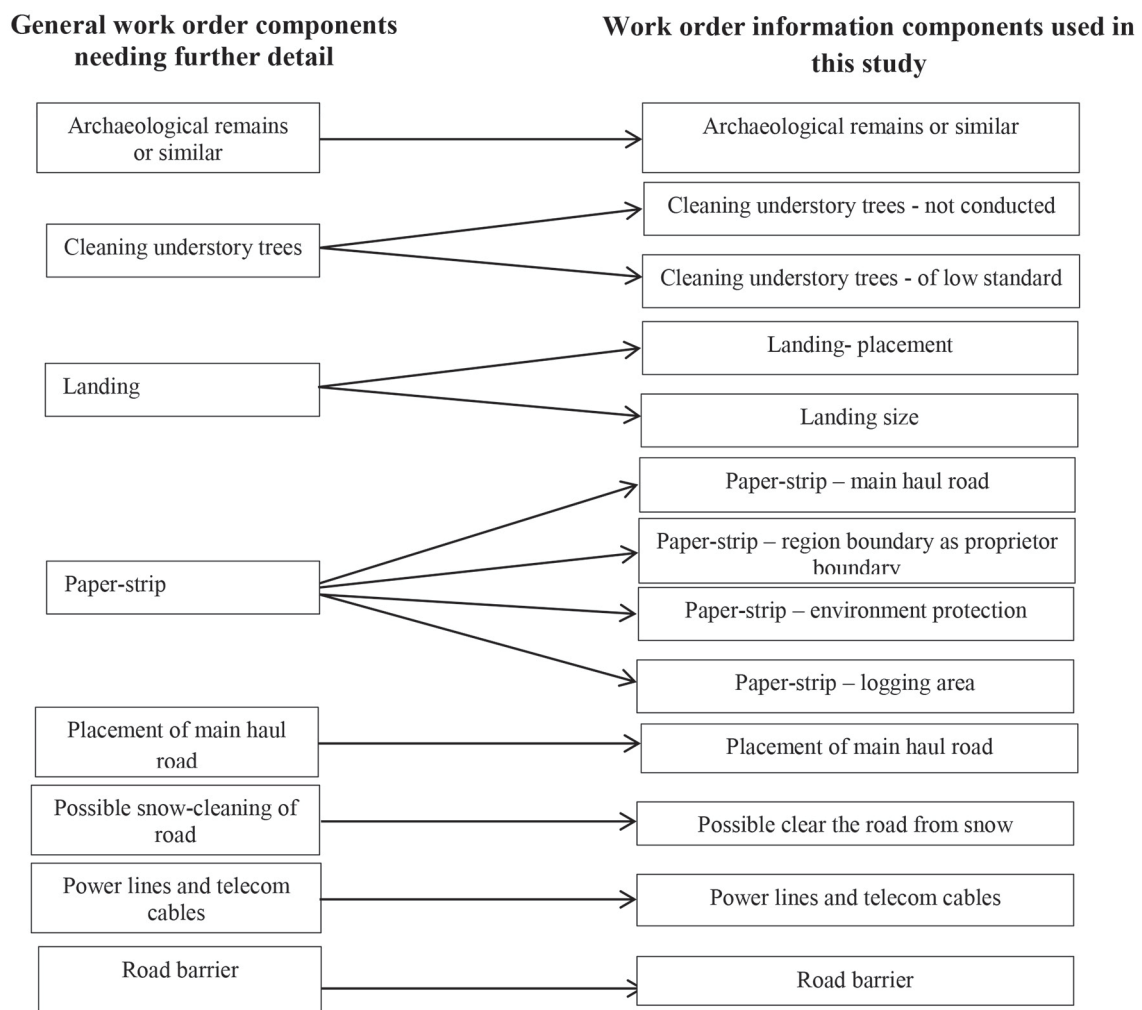 General work order components
needing further detail
Work order information components used in
this study
Archaeological remains
or similar
Archaeological remains or similar
Cleaning understory trees
Cleaning understory trees - not conducted
Cleaning understory trees - of low standard
Landing
Landing- placement
Landing size
Paper-strip
Paper-strip – main haul road
Paper-strip – region boundary as proprietor
boundary
Paper-strip – environment protection
Paper-strip – logging area
Placement of main haul
road
Placement of main haul road
Possible snow-cleaning of
road
Possible clear the road from snow
Power lines and telecom
cables
Power lines and telecom cables
Road barrier
Road barrier